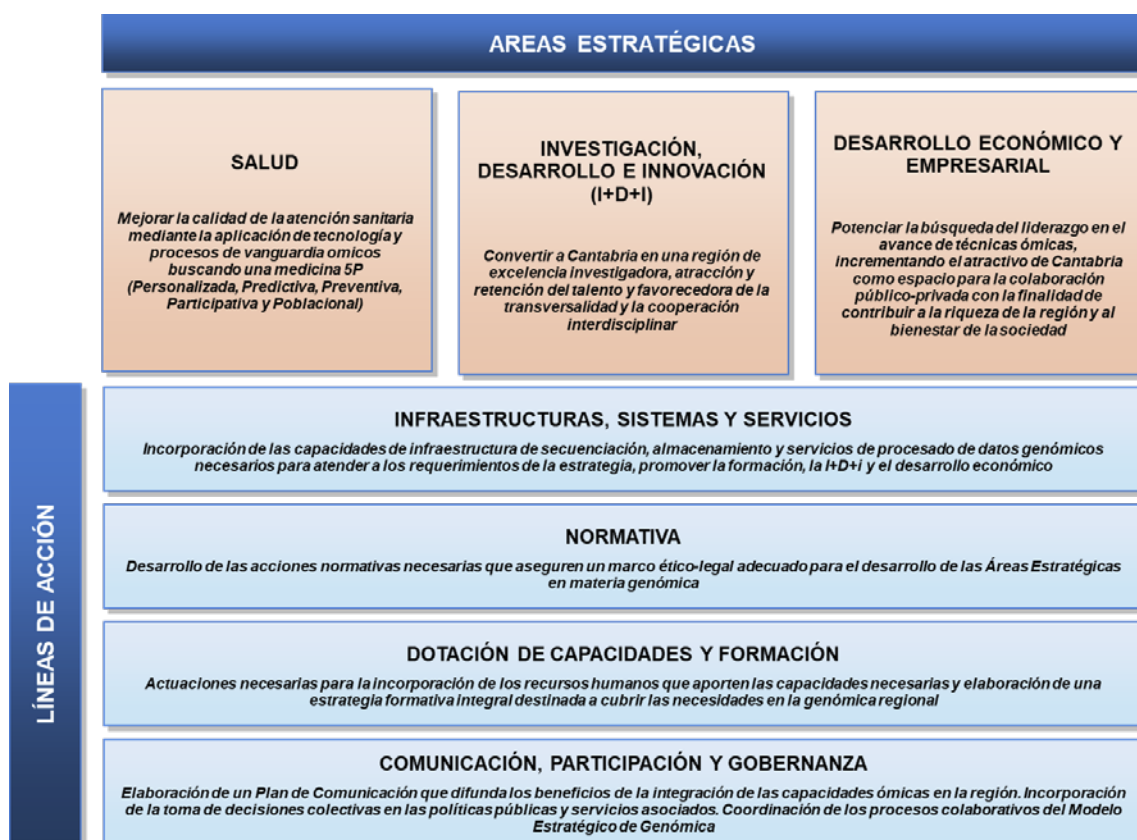 AREAS ESTRATÉGICAS
SALUD
Mejorar la calidad de la atención sanitaria
mediante la aplicación de tecnología y
procesos de vanguardia omicos
buscando una medicina 5P
(Personalizada, Predictiva, Preventiva,
Participativa y Poblacional)
INVESTIGACIÓN,
DESARROLLO E INNOVACIÓN
(I+D+I)
Convertir a Cantabria en una región de
excelencia investigadora, atracción y
retención del talento y favorecedora de la
transversalidad y la cooperación
interdisciplinar
DESARROLLO ECONÓMICO Y
EMPRESARIAL
Potenciar la búsqueda del liderazgo en el
avance de técnicas ómicas,
incrementando el atractivo de Cantabria
como espacio para la colaboración
público-privada con la finalidad de
contribuir a la riqueza de la región y al
bienestar de la sociedad
LÍNEAS DE ACCIÓN
INFRAESTRUCTURAS, SISTEMAS Y SERVICIOS
Incorporación de las capacidades de infraestructura de secuenciación, almacenamiento y servicios de procesado de datos genómicos
necesarios para atender a los requerimientos de la estrategia, promover la formación, la I+D+i y el desarrollo económico
NORMATIVA
Desarrollo de las acciones normativas necesarias que aseguren un marco ético-legal adecuado para el desarrollo de las Áreas Estratégicas
en materia genómica
DOTACIÓN DE CAPACIDADES Y FORMACIÓN
Actuaciones necesarias para la incorporación de los recursos humanos que aporten las capacidades necesarias y elaboración de una
estrategia formativa integral destinada a cubrir las necesidades en la genómica regional
COMUNICACIÓN, PARTICIPACIÓN Y GOBERNANZA
Elaboración de un Plan de Comunicación que difunda los beneficios de la integración de las capacidades ómicas en la región. Incorporación
de la toma de decisiones colectivas en las políticas públicas y servicios asociados. Coordinación de los procesos colaborativos del Modelo
Estratégico de Genómica